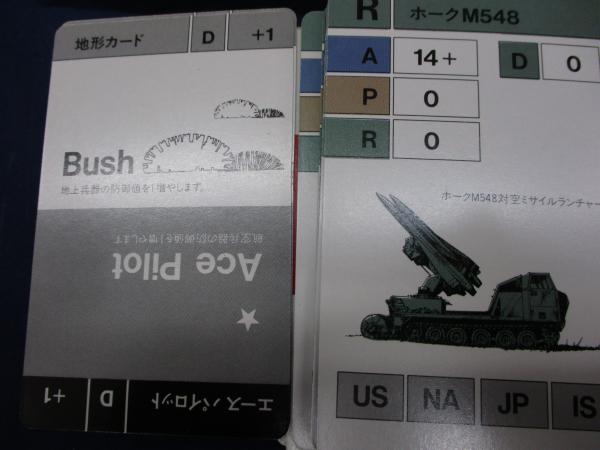 地形カード D +1
Bush
地上兵器の防御値を1増やします。
航空兵器の防御値を1増やします
Ace Pilot
エースパイロット D +1
R ホークM548
A 14+ D 0
P 0
R 0
ホークM548対空ミサイルランチャー
US NA JP IS